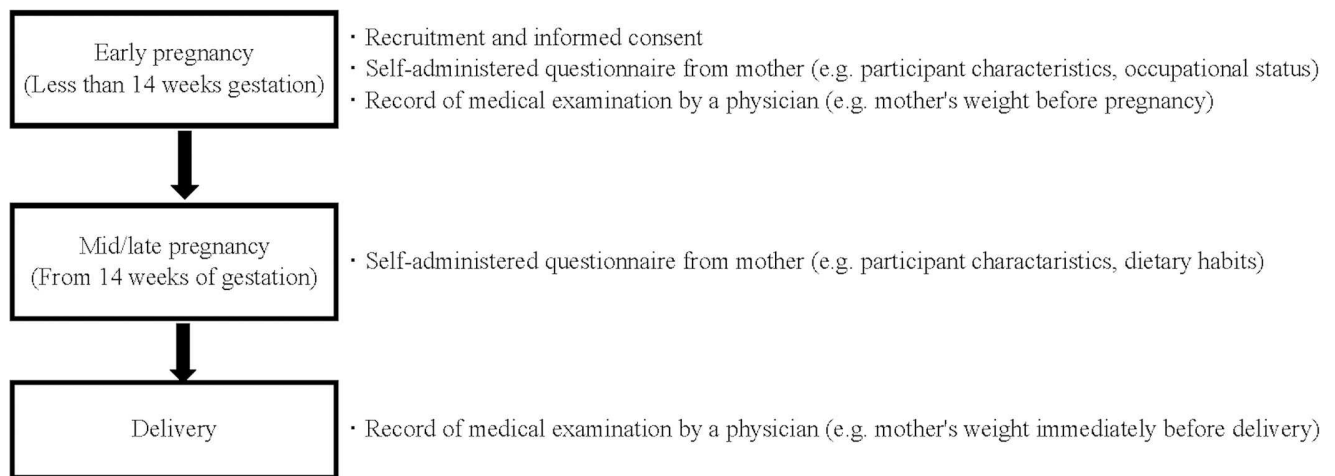 Early pregnancy
(Less than 14 weeks gestation)
・Recruitment and informed consent
・Self-administered questionnaire from mother (e.g. participant characteristics, occupational status)
・Record of medical examination by a physician (e.g. mother's weight before pregnancy)
Mid/late pregnancy
(From 14 weeks of gestation)
・Self-administered questionnaire from mother (e.g. participant charactaristics, dietary habits)
Delivery
・Record of medical examination by a physician (e.g. mother's weight immediately before delivery)